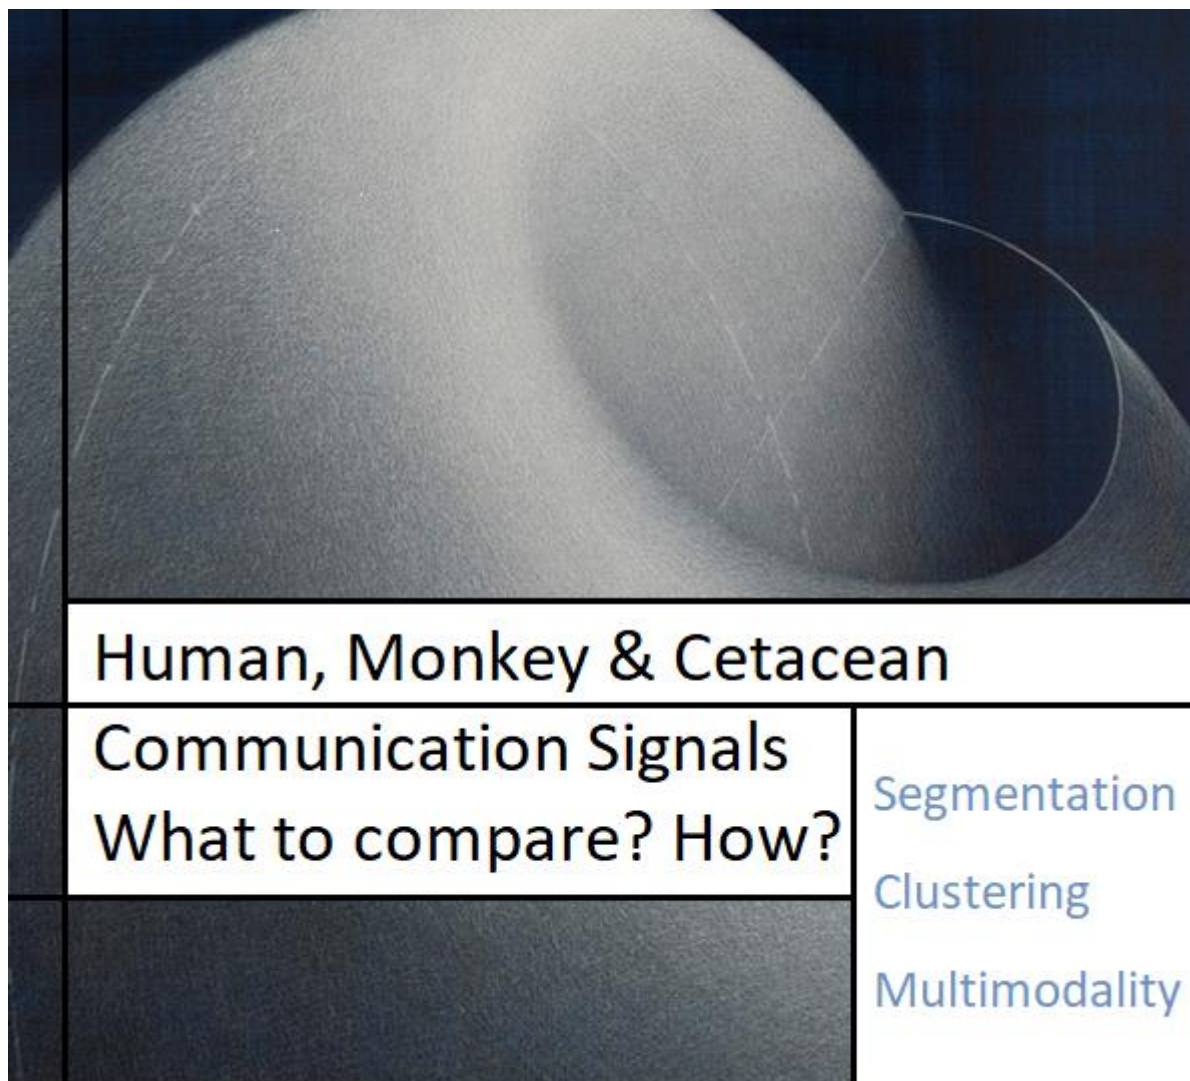 Human, Monkey & Cetacean
Communication Signals
What to compare? How?
Segmentation
Clustering
Multimodality